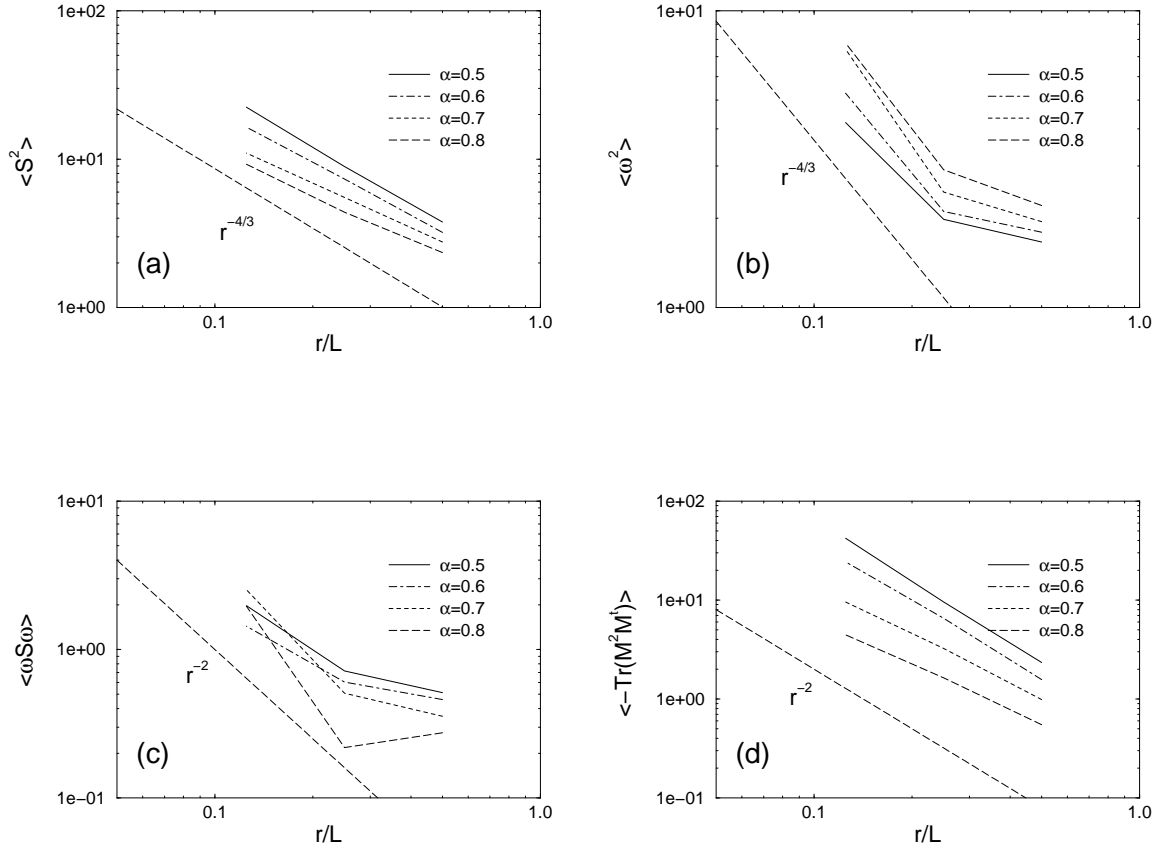 1e+02
1e+01
1e+00
<S²>
α=0.5
α=0.6
α=0.7
α=0.8
r^−4/3
(a)
0.1
1.0
r/L
1e+01
1e+00
<ω²>
α=0.5
α=0.6
α=0.7
α=0.8
r^−4/3
(b)
0.1
1.0
r/L
1e+01
1e+00
1e−01
<ωSω>
α=0.5
α=0.6
α=0.7
α=0.8
r^−2
(c)
0.1
1.0
r/L
1e+02
1e+01
1e+00
1e−01
<−Tr(M²M^t)>
α=0.5
α=0.6
α=0.7
α=0.8
r^−2
(d)
0.1
1.0
r/L